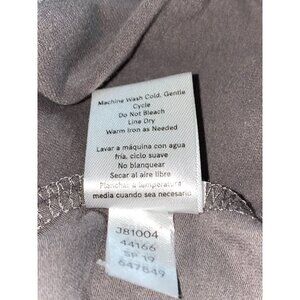 Machine Wash Cold, Gentle
Cycle
Do Not Bleach
Line Dry
Warm Iron as Needed
Lavar a máquina con agua
fría, ciclo suave
No blanquear
Secar al aire libre
Planchar a temperatura
media cuando sea necesario
J81004
44166
SP 19
647849